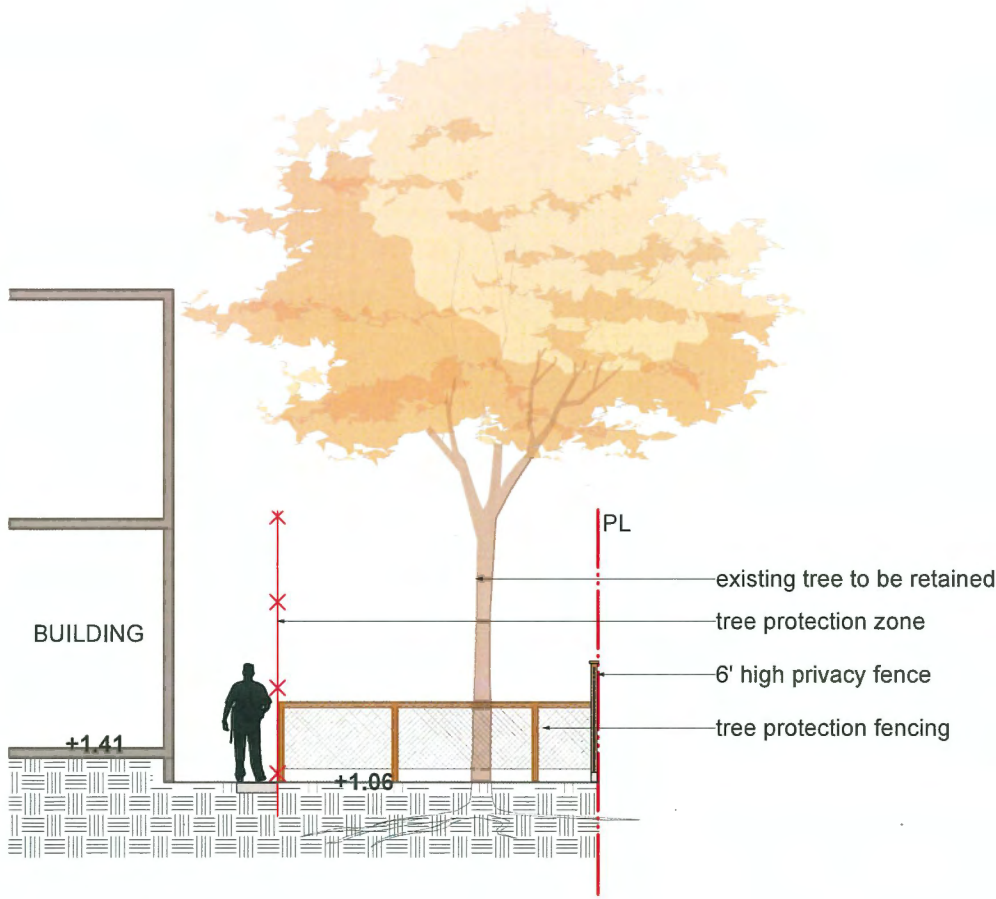 PL
existing tree to be retained
tree protection zone
BUILDING
6' high privacy fence
tree protection fencing
+1.41
+1.06